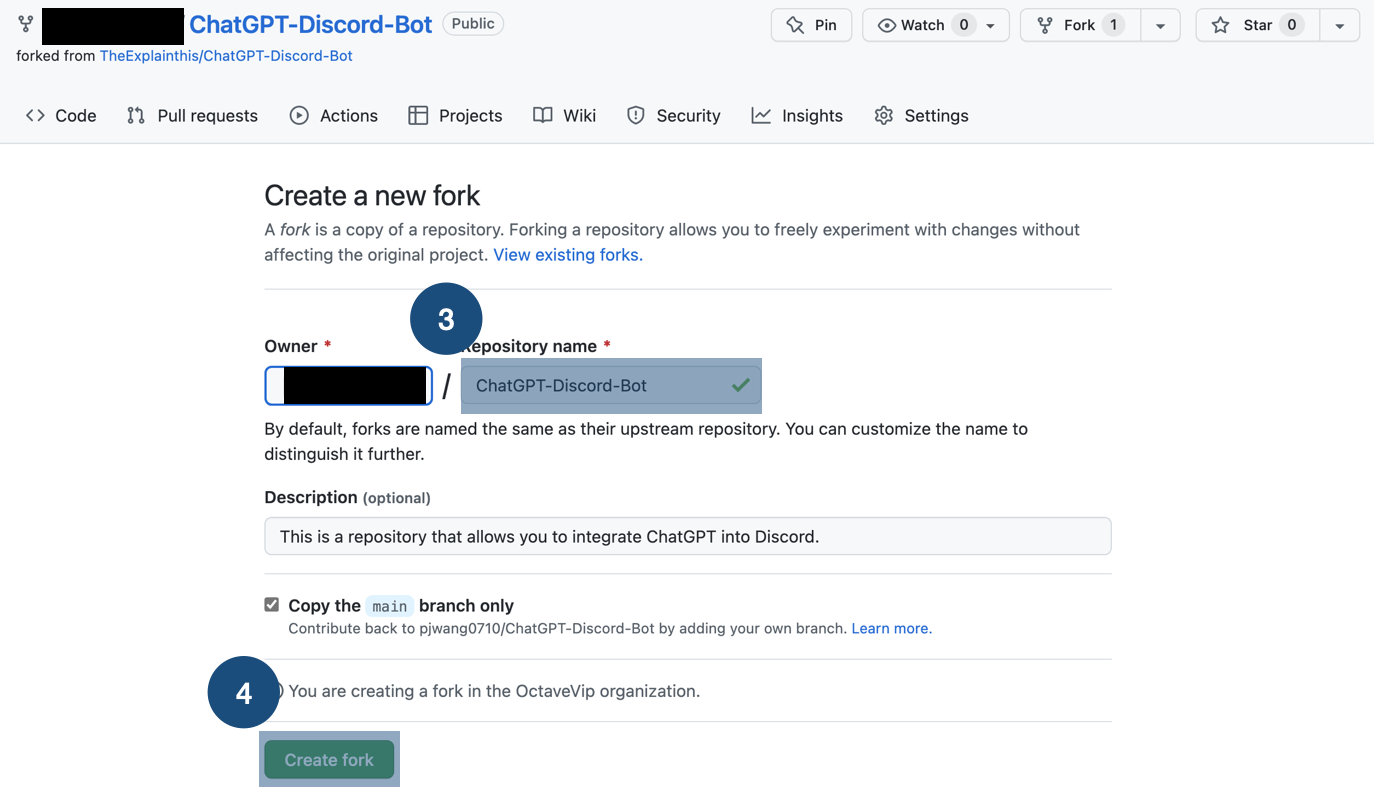 ChatGPT-Discord-Bot Public Pin Watch 0 Fork 1 Star 0
forked from TheExplainthis/ChatGPT-Discord-Bot
Code Pull requests Actions Projects Wiki Security Insights Settings
Create a new fork
A fork is a copy of a repository. Forking a repository allows you to freely experiment with changes without
affecting the original project. View existing forks.
3
Owner * Repository name *
/ ChatGPT-Discord-Bot
By default, forks are named the same as their upstream repository. You can customize the name to
distinguish it further.
Description (optional)
This is a repository that allows you to integrate ChatGPT into Discord.
Copy the main branch only
Contribute back to pjwang0710/ChatGPT-Discord-Bot by adding your own branch. Learn more.
4
You are creating a fork in the OctaveVip organization.
Create fork